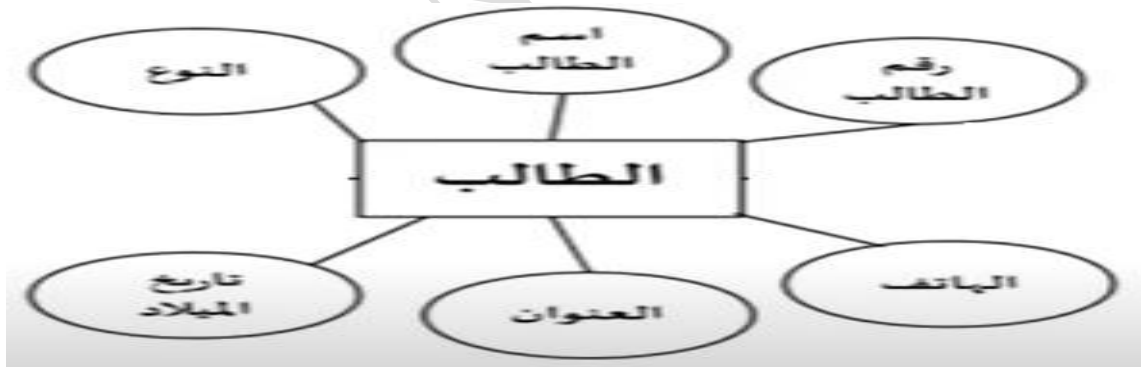 رقم
الطالب
اسم
الطالب
النوع
الطالب
الهاتف
العنوان
تاريخ
الميلاد